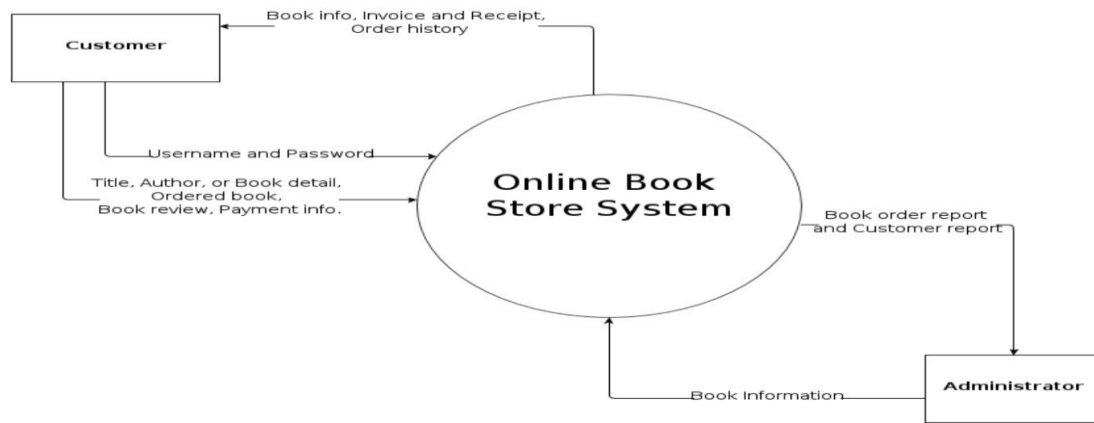 Book info, Invoice and Receipt,
Order history
Customer
Username and Password
Title, Author, or Book detail,
Ordered book,
Book review, Payment info.
Online Book
Store System
Book order report
and Customer report
Administrator
Book Information